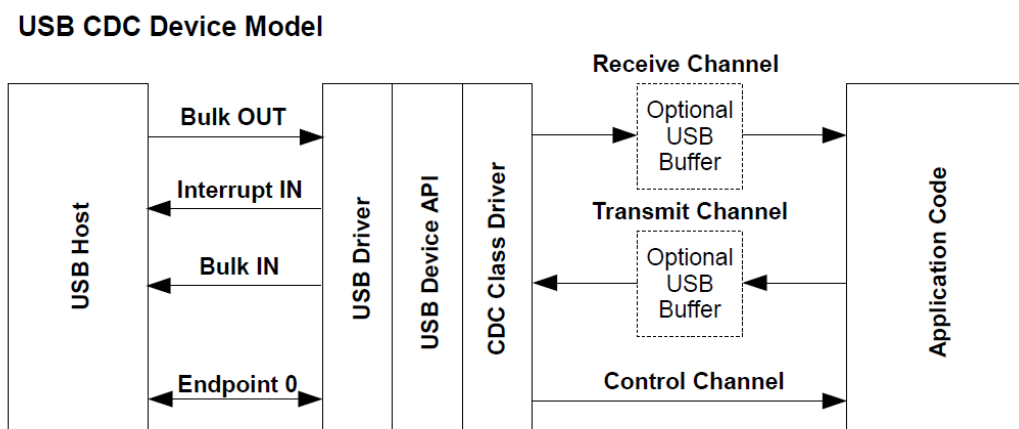 USB CDC Device Model
USB Host
Bulk OUT
Interrupt IN
Bulk IN
Endpoint 0
USB Driver
USB Device API
CDC Class Driver
Receive Channel
Optional
USB
Buffer
Transmit Channel
Optional
USB
Buffer
Control Channel
Application Code